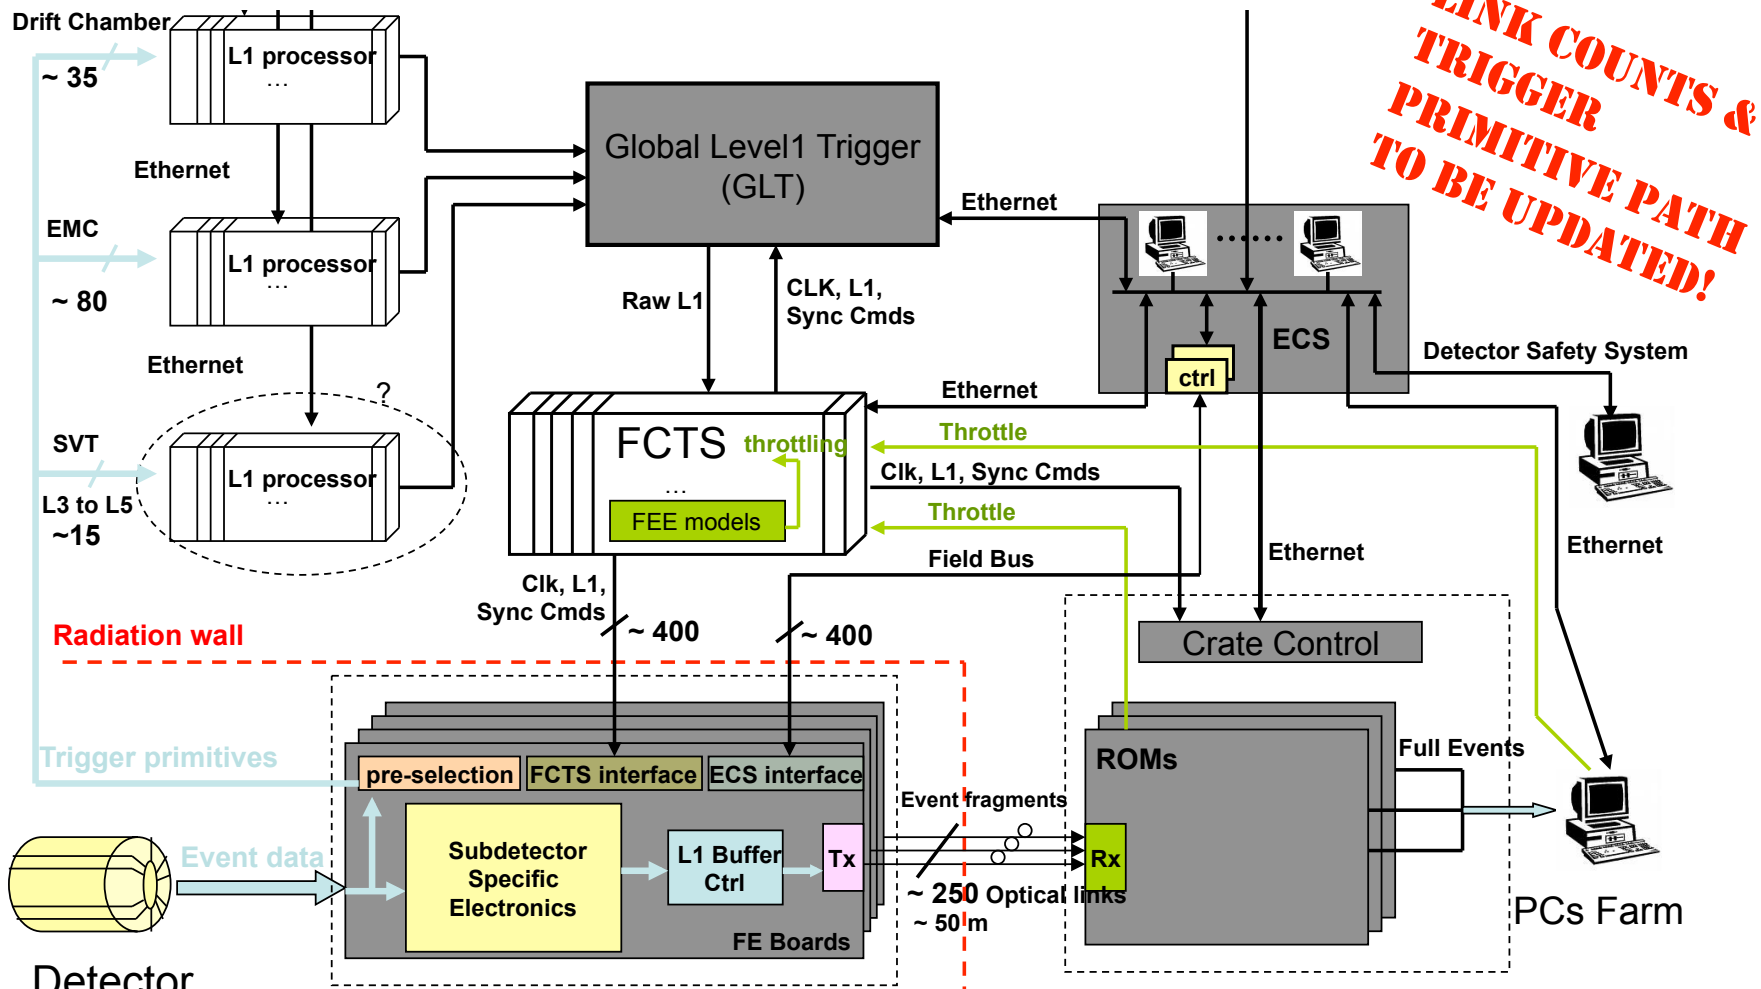 Drift Chamber
~ 35
L1 processor
...
Ethernet
EMC
~ 80
L1 processor
...
Ethernet
?
SVT
L3 to L5
~15
L1 processor
...
Global Level1 Trigger
(GLT)
Raw L1
CLK, L1,
Sync Cmds
Ethernet
LINK COUNTS &
TRIGGER
PRIMITIVE PATH
TO BE UPDATED!
......
ECS
ctrl
Detector Safety System
Ethernet
FCTS
throttling
...
FEE models
Throttle
Clk, L1, Sync Cmds
Throttle
Field Bus
Ethernet
Ethernet
Clk, L1,
Sync Cmds
~ 400
~ 400
Radiation wall
Crate Control
Trigger primitives
pre-selection
FCTS interface
ECS interface
Event data
Subdetector
Specific
Electronics
L1 Buffer
Ctrl
Tx
FE Boards
Event fragments
~ 250 Optical links
~ 50 m
ROMs
Rx
Full Events
PCs Farm
Detector